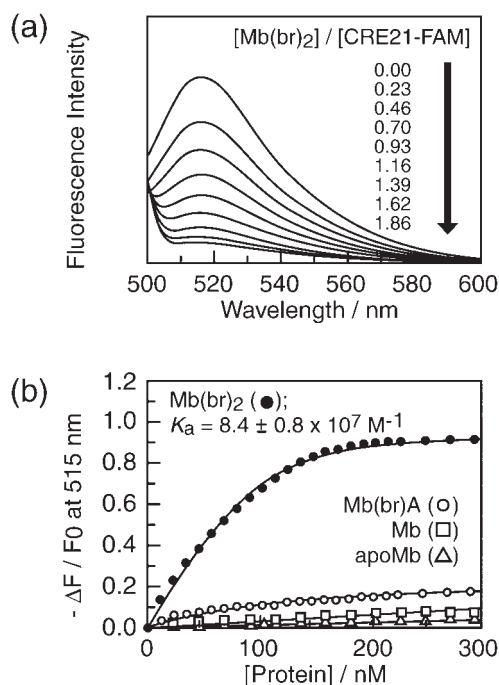 (a)
[Mb(br)2] / [CRE21-FAM]
0.00
0.23
0.46
0.70
0.93
1.16
1.39
1.62
1.86
Fluorescence Intensity
500 520 540 560 580 600
Wavelength / nm
(b)
1.2
1.0
0.8
0.6
0.4
0.2
0.0
- ΔF / F0 at 515 nm
Mb(br)2 (●);
Ka = 8.4 ± 0.8 x 10⁷ M⁻¹
Mb(br)A (○)
Mb (□)
apoMb (△)
0 100 200 300
[Protein] / nM